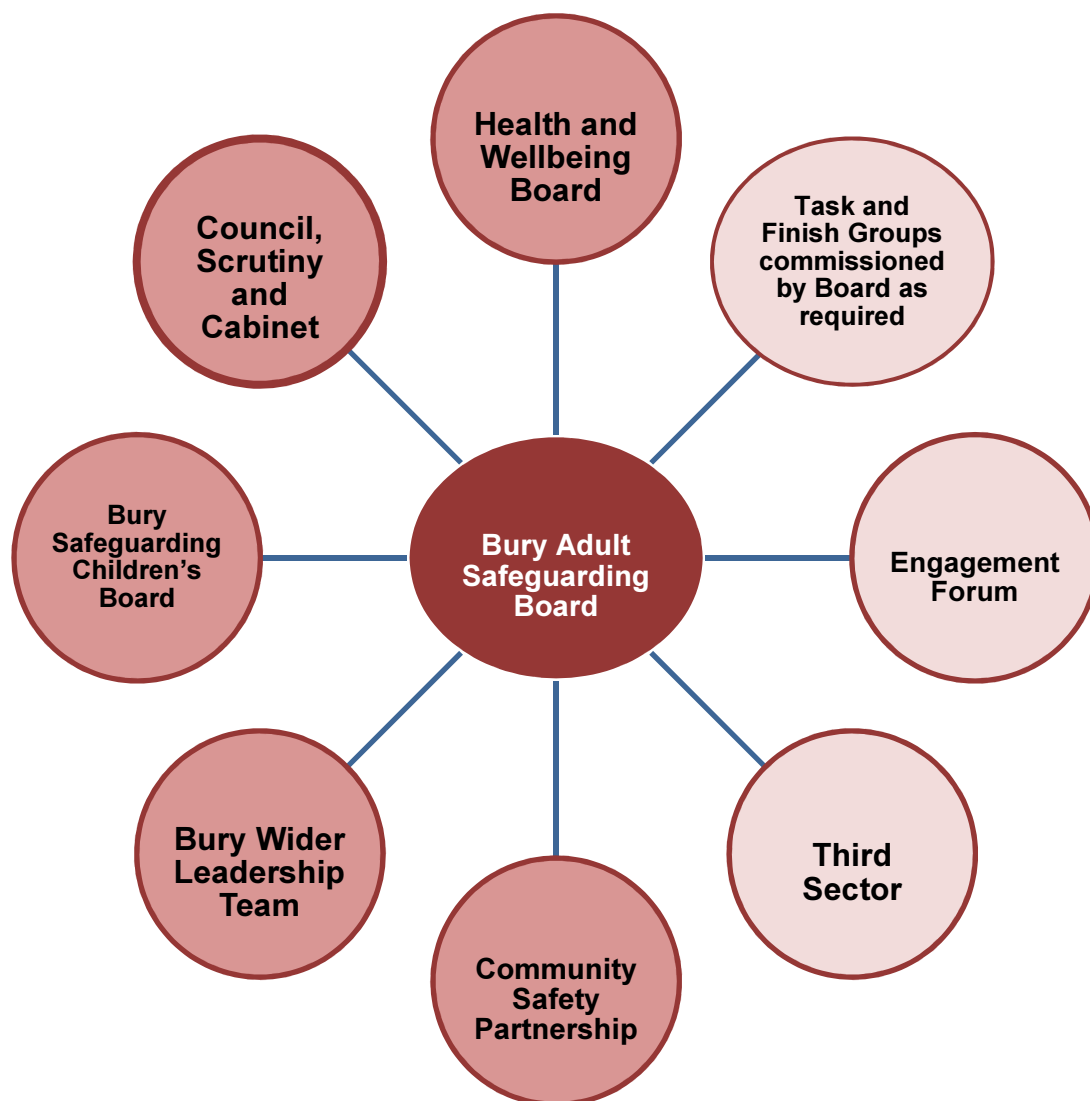 Health and
Wellbeing
Board
Task and
Finish Groups
commissioned
by Board as
required
Engagement
Forum
Third
Sector
Community
Safety
Partnership
Bury Wider
Leadership
Team
Bury
Safeguarding
Children’s
Board
Council,
Scrutiny
and
Cabinet
Bury Adult
Safeguarding
Board